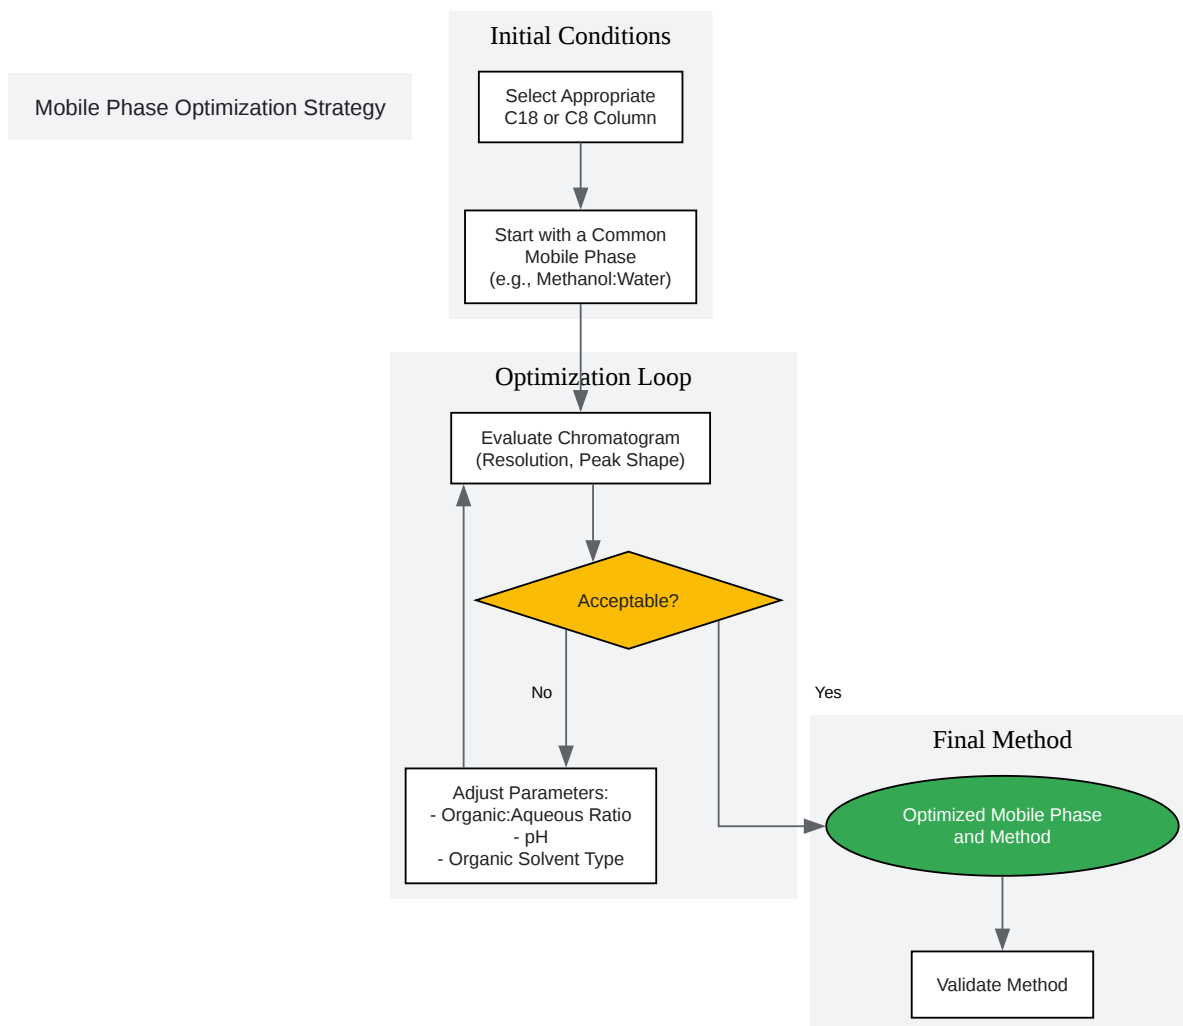 Mobile Phase Optimization Strategy
Initial Conditions
Select Appropriate
C18 or C8 Column
Start with a Common
Mobile Phase
(e.g., Methanol:Water)
Optimization Loop
Evaluate Chromatogram
(Resolution, Peak Shape)
Acceptable?
No
Yes
Adjust Parameters:
- Organic:Aqueous Ratio
- pH
- Organic Solvent Type
Final Method
Optimized Mobile Phase
and Method
Validate Method